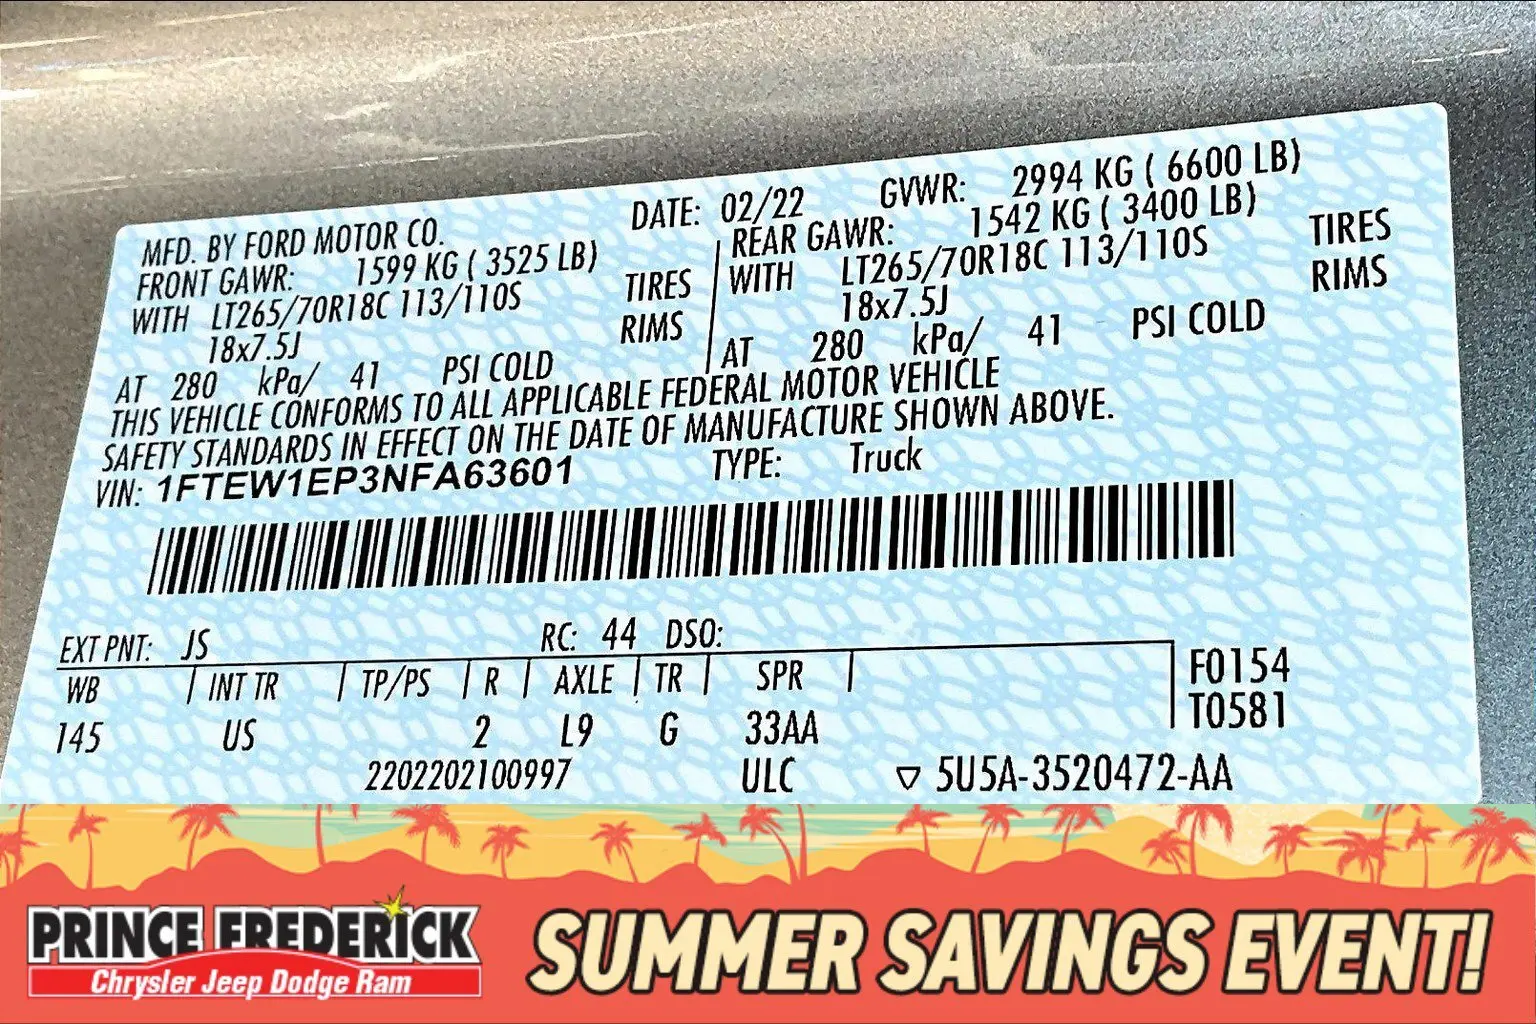 MFD. BY FORD MOTOR CO. DATE: 02/22 GVWR: 2994 KG ( 6600 LB)
FRONT GAWR: 1599 KG ( 3525 LB)
WITH LT265/70R18C 113/110S TIRES
18x7.5J RIMS
AT 280 kPa/ 41 PSI COLD
REAR GAWR: 1542 KG ( 3400 LB)
WITH LT265/70R18C 113/110S TIRES
18x7.5J RIMS
AT 280 kPa/ 41 PSI COLD
THIS VEHICLE CONFORMS TO ALL APPLICABLE FEDERAL MOTOR VEHICLE
SAFETY STANDARDS IN EFFECT ON THE DATE OF MANUFACTURE SHOWN ABOVE.
VIN: 1FTEW1EP3NFA63601 TYPE: Truck
EXT PNT: JS RC: 44 DSO:
WB INT TR TP/PS R AXLE TR SPR F0154
145 US 2 L9 G 33AA T0581
2202202100997 ULC ▽ 5U5A-3520472-AA
PRINCE FREDERICK
Chrysler Jeep Dodge Ram
SUMMER SAVINGS EVENT!